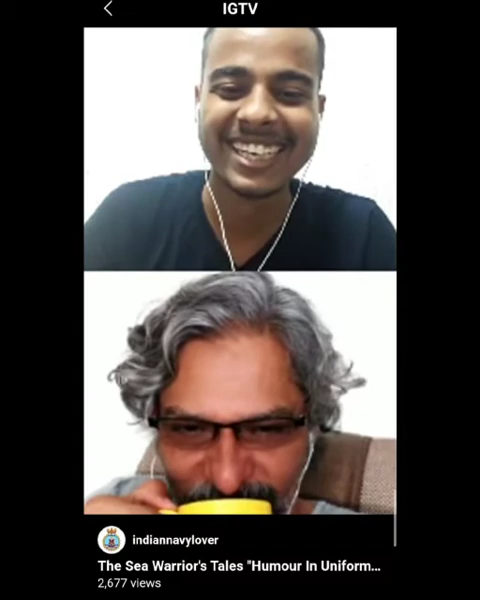 IGTV
indiannavylover
The Sea Warrior's Tales "Humour In Uniform...
2,677 views